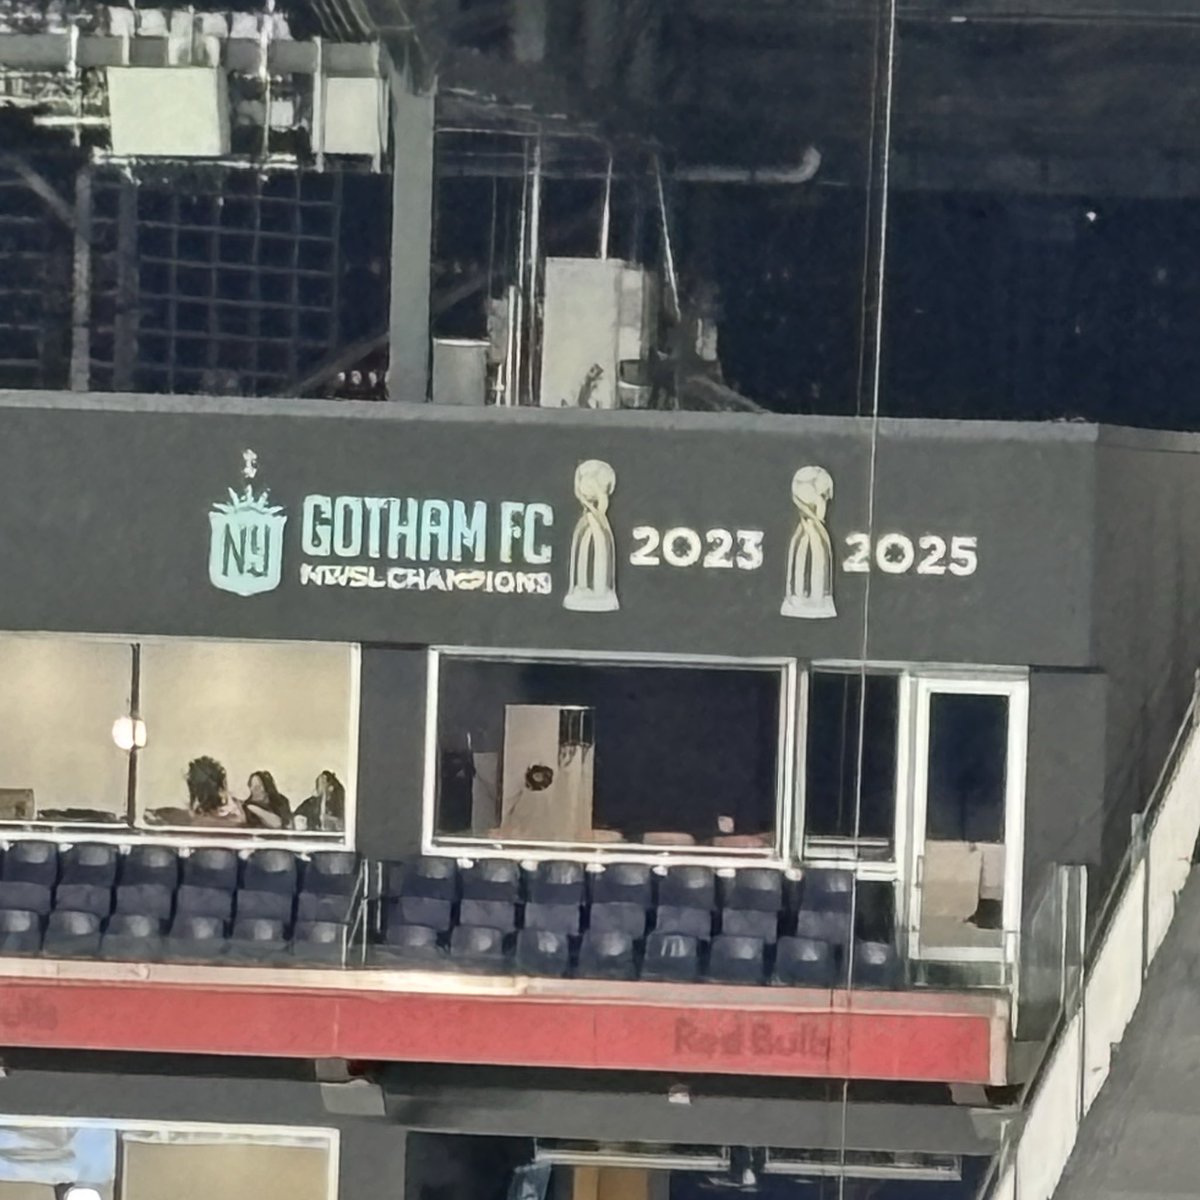 NY GOTHAM FC 2023 2025
NWSL CHAMPIONS
Red Bulls